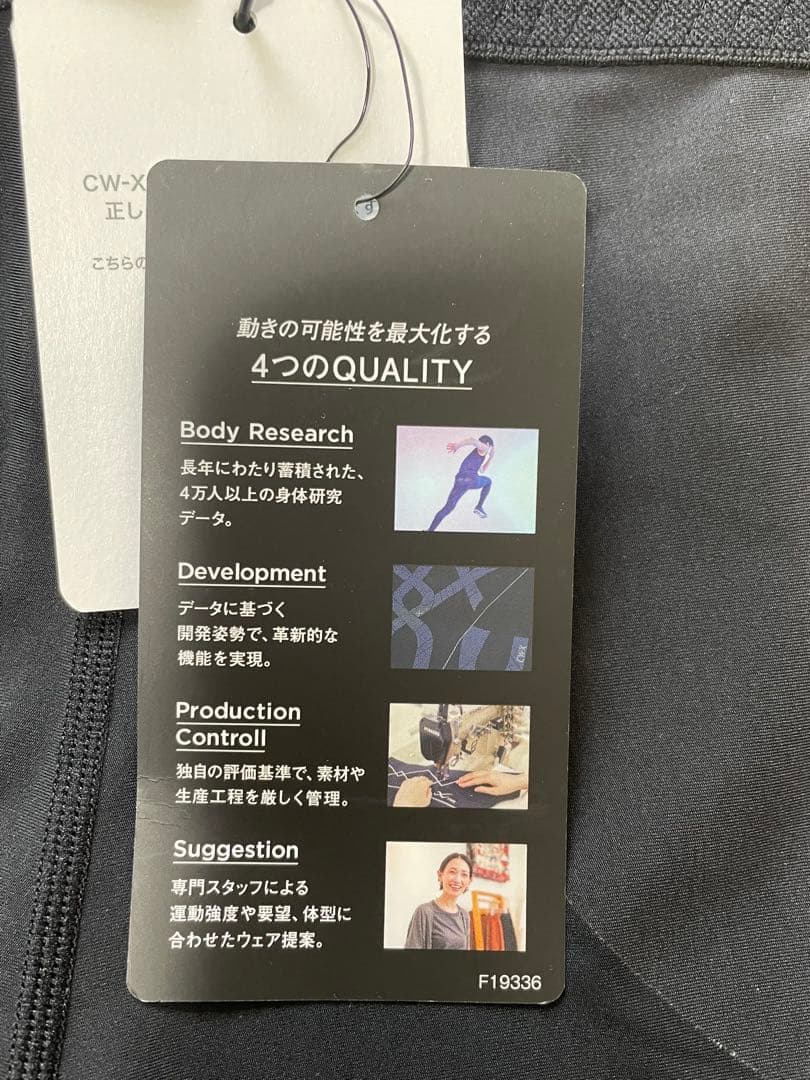 CW-X
正し
こちらの
動きの可能性を最大化する
4つのQUALITY
Body Research
長年にわたり蓄積された、
4万人以上の身体研究
データ。
Development
データに基づく
開発姿勢で、革新的な
機能を実現。
Production
Controll
独自の評価基準で、素材や
生産工程を厳しく管理。
Suggestion
専門スタッフによる
運動強度や要望、体型に
合わせたウェア提案。
F19336